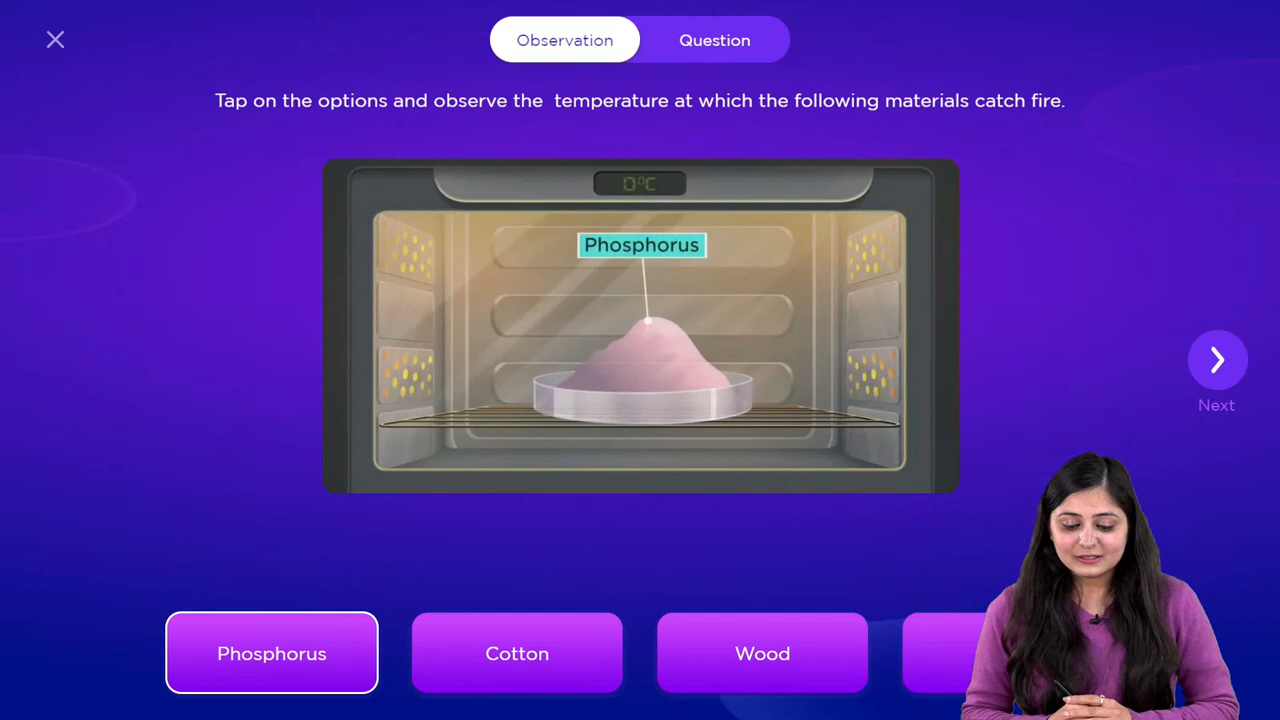 Observation
Question
Tap on the options and observe the temperature at which the following materials catch fire.
0°C
Phosphorus
Next
Phosphorus
Cotton
Wood